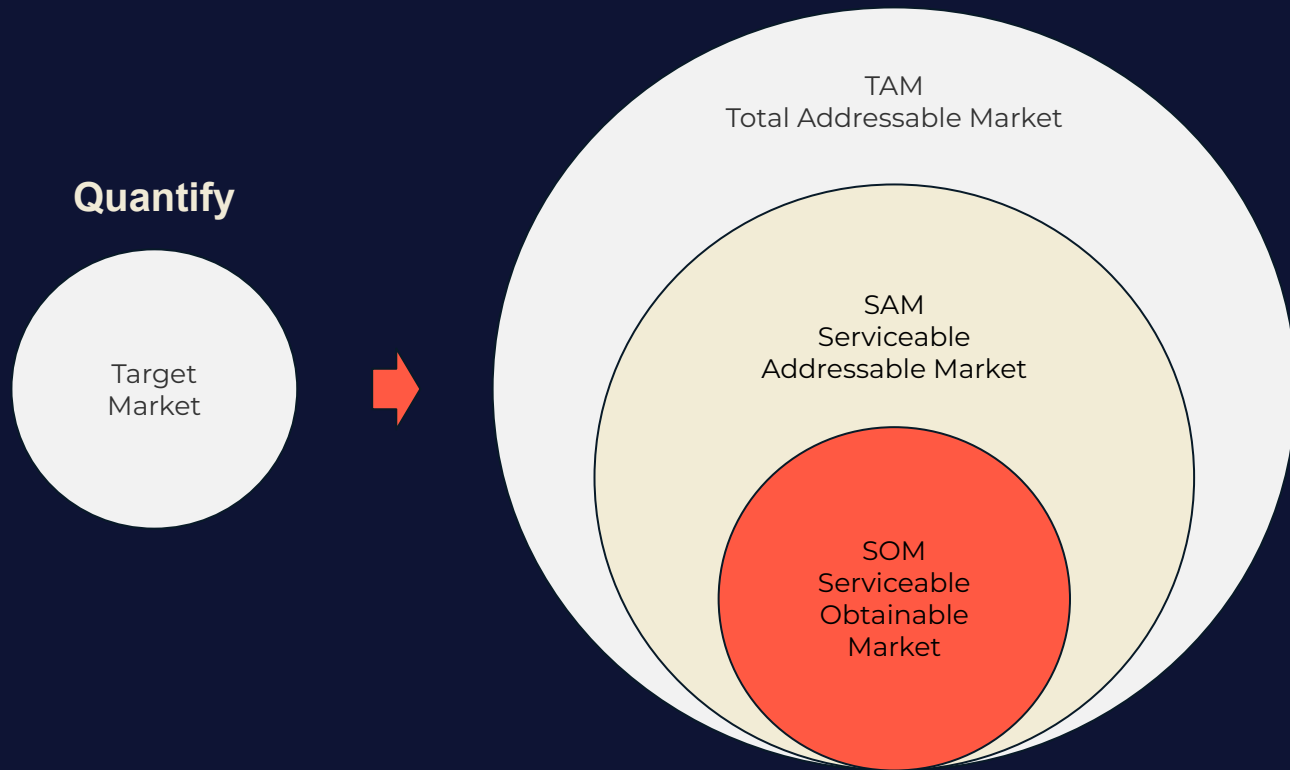 Quantify
Target
Market
TAM
Total Addressable Market
SAM
Serviceable
Addressable Market
SOM
Serviceable
Obtainable
Market